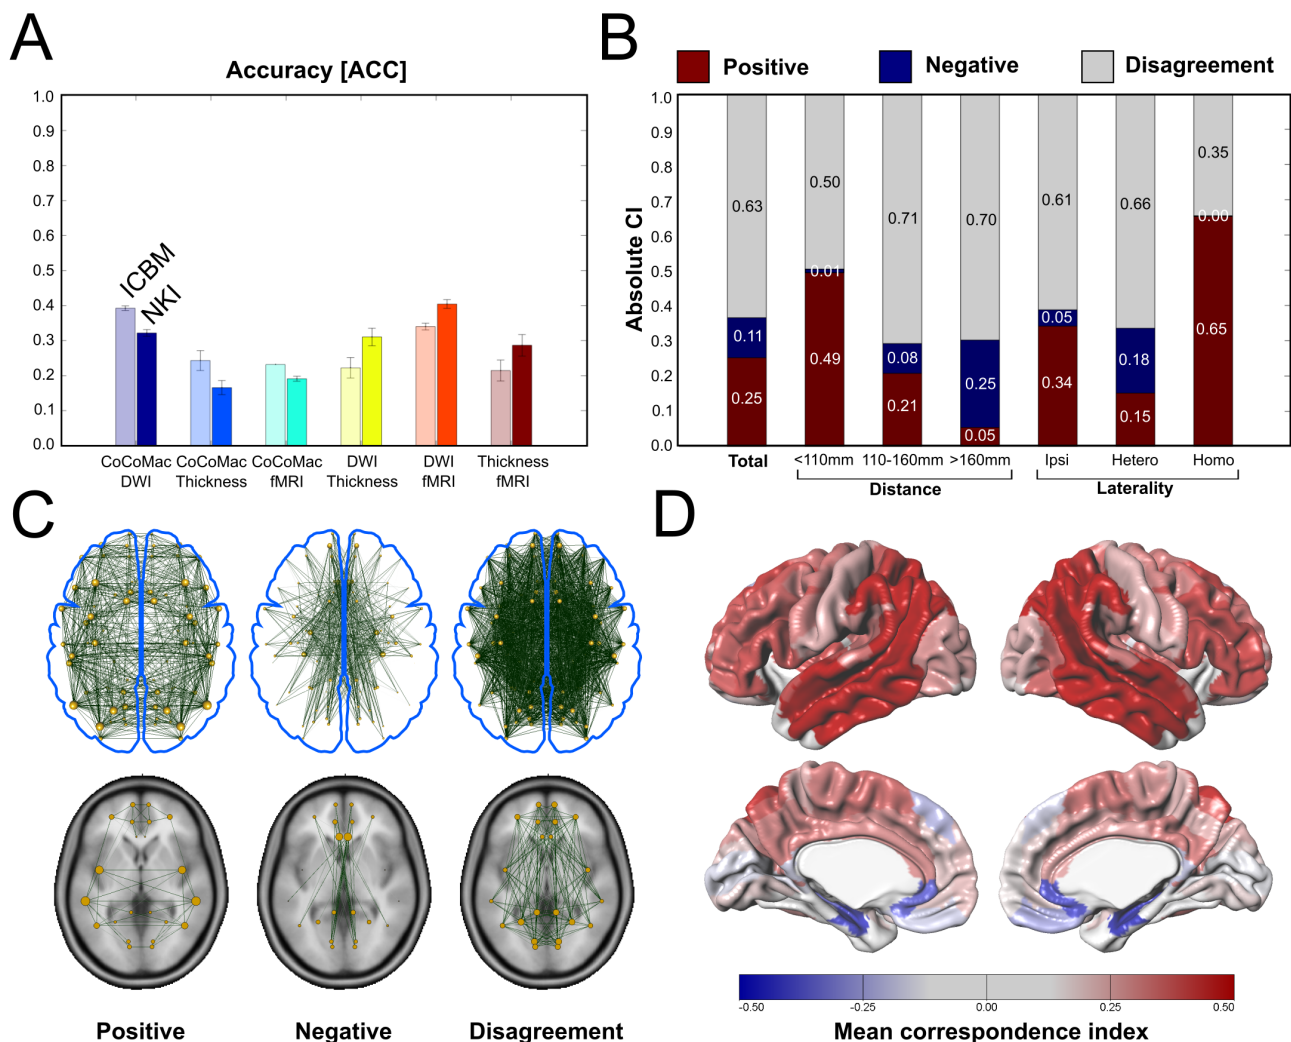 A
Accuracy [ACC]
1.0
0.9
0.8
0.7
0.6
0.5
0.4
0.3
0.2
0.1
0.0
ICBM
NKI
CoCoMac CoCoMac CoCoMac DWI DWI Thickness
DWI Thickness fMRI Thickness fMRI fMRI
B
Positive Negative Disagreement
Absolute CI
1.0
0.9
0.8
0.7
0.6
0.5
0.4
0.3
0.2
0.1
0.0
0.63 0.50 0.71 0.70 0.61 0.66 0.35
0.11 0.01 0.08 0.25 0.05 0.18 0.00
0.25 0.49 0.21 0.05 0.34 0.15 0.65
Total <110mm 110-160mm >160mm Ipsi Hetero Homo
Distance Laterality
C
Positive Negative Disagreement
D
-0.50 -0.25 0.00 0.25 0.50
Mean correspondence index